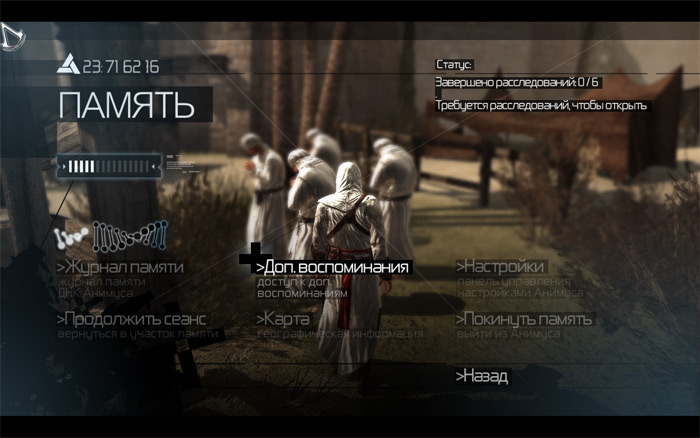 23: 71 62 16
ПАМЯТЬ
Статус:
Завершено расследований: 0 / 6
Требуется расследований, чтобы открыть
>Журнал памяти
журнал памяти
ДНК Анимуса
>Доп. воспоминания
доступ к доп.
воспоминаниям
>Настройки
панель управления
настройками Анимуса
>Продолжить сеанс
вернуться в участок памяти
>Карта
географическая информация
>Покинуть память
выйти из Анимуса
>Назад